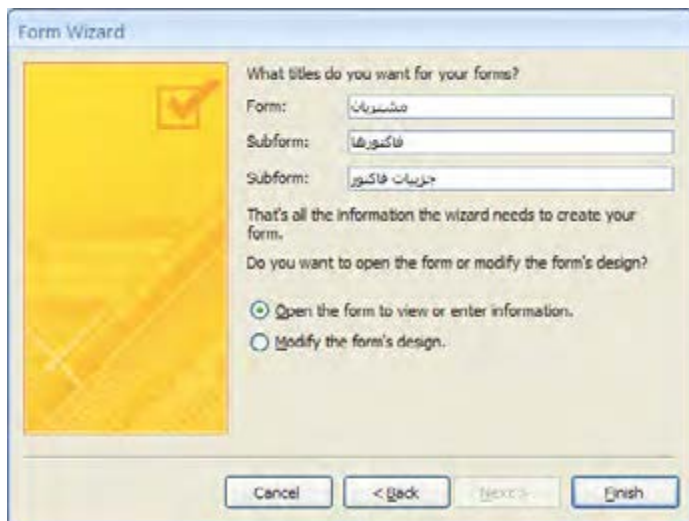 Form Wizard
What titles do you want for your forms?
Form: مشتریان
Subform: فاکتورها
Subform: جزییات فاکتور
That's all the information the wizard needs to create your
form.
Do you want to open the form or modify the form's design?
Open the form to view or enter information.
Modify the form's design.
Cancel < Back Next > Finish